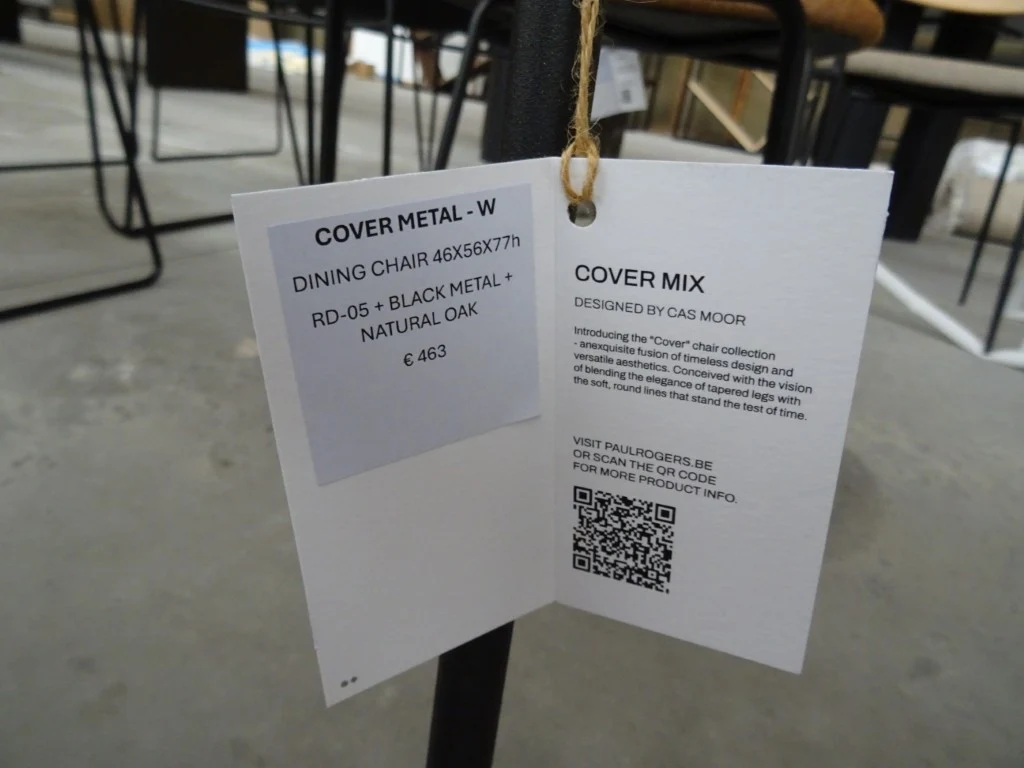 COVER METAL - W
DINING CHAIR 46X56X77h
RD-05 + BLACK METAL +
NATURAL OAK
€ 463
COVER MIX
DESIGNED BY CAS MOOR
Introducing the "Cover" chair collection
- anexquisite fusion of timeless design and
versatile aesthetics. Conceived with the vision
of blending the elegance of tapered legs with
the soft, round lines that stand the test of time.
VISIT PAULROGERS.BE
OR SCAN THE QR CODE
FOR MORE PRODUCT INFO.